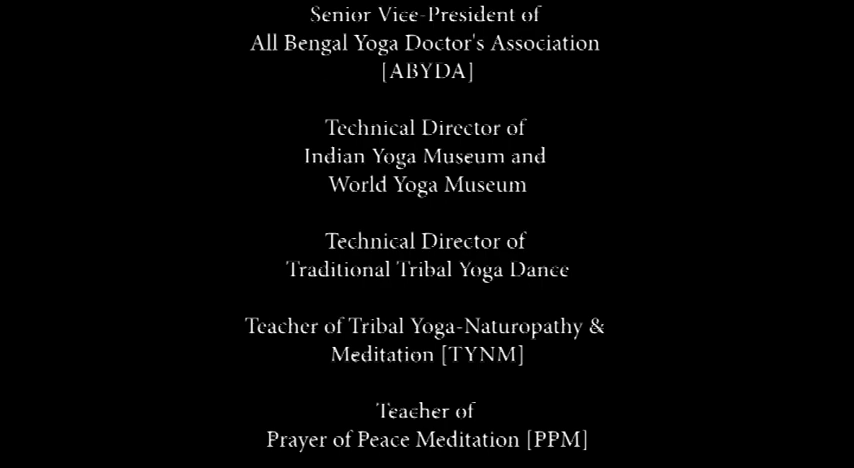 Senior Vice-President of
All Bengal Yoga Doctor's Association
[ABYDA]
Technical Director of
Indian Yoga Museum and
World Yoga Museum
Technical Director of
Traditional Tribal Yoga Dance
Teacher of Tribal Yoga-Naturopathy &
Meditation [TYNM]
Teacher of
Prayer of Peace Meditation [PPM]